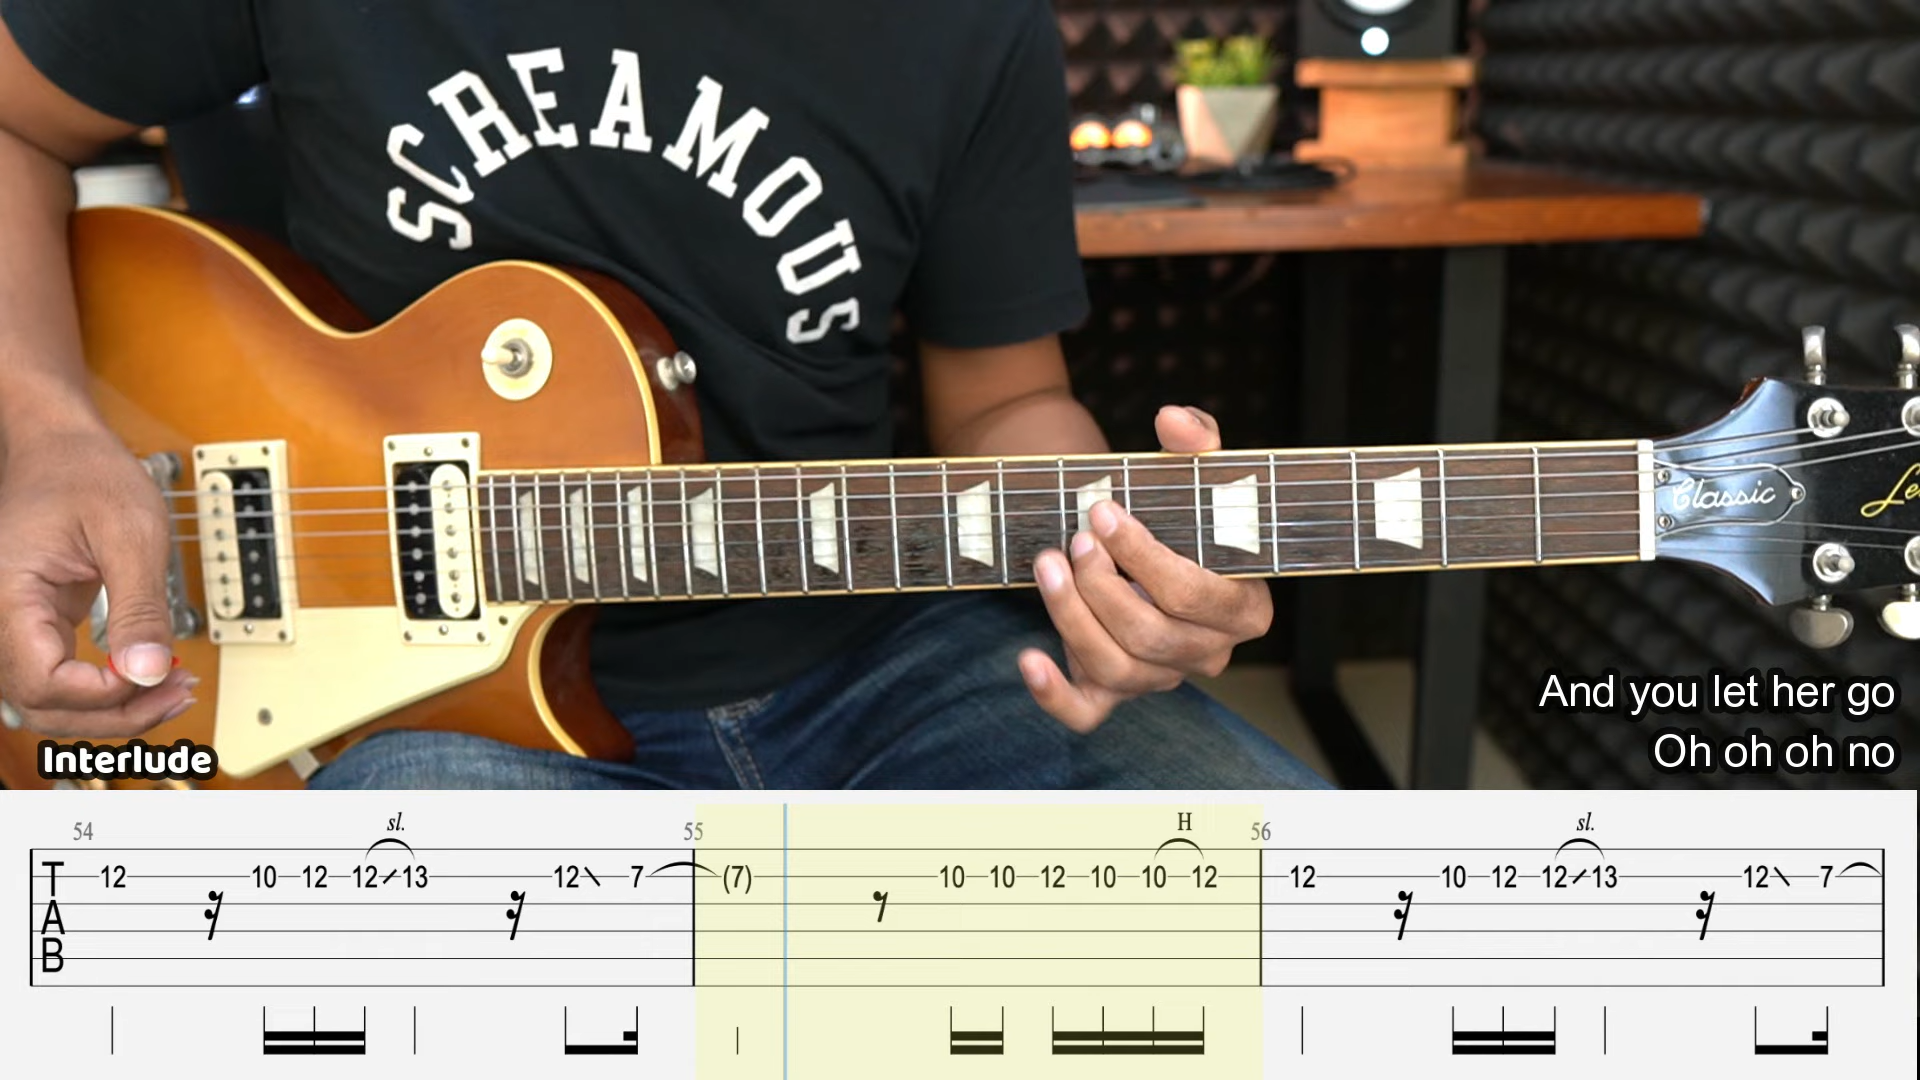 SCREAMOUS
Classic
Le
And you let her go
Oh oh oh no
Interlude
54 sl. 55 H 56 sl.
T 12 10 12 12 13 12 7 (7) 10 10 12 10 10 12 12 10 12 12 13 12 7
A
B